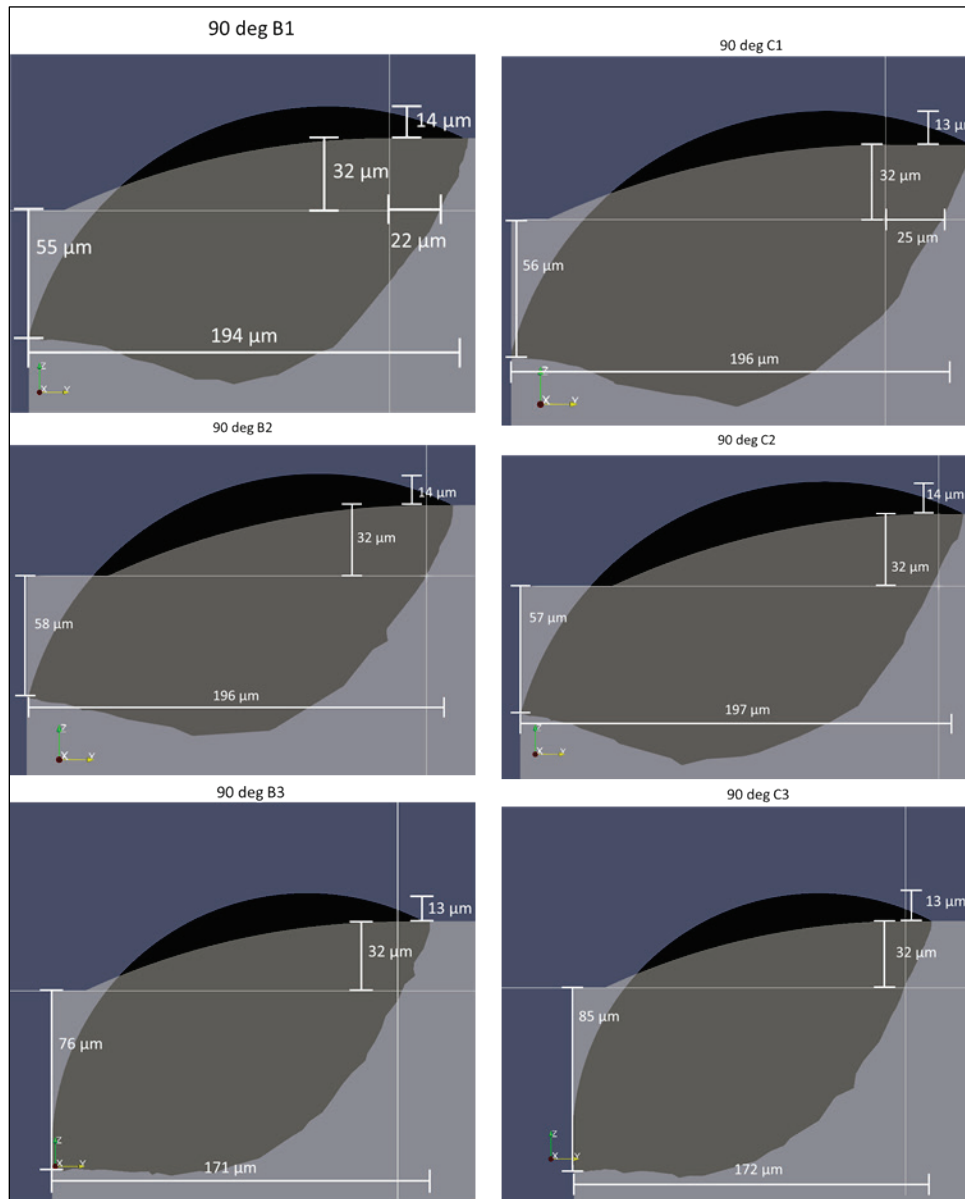 90 deg B1
14 µm
32 µm
55 µm
22 µm
194 µm
Z
X Y
90 deg C1
13 µm
32 µm
25 µm
56 µm
196 µm
Z
X Y
90 deg B2
14 µm
32 µm
58 µm
196 µm
Z
X Y
90 deg C2
14 µm
32 µm
57 µm
197 µm
Z
X Y
90 deg B3
13 µm
32 µm
76 µm
Z
X Y
171 µm
90 deg C3
13 µm
32 µm
85 µm
Z
X Y
172 µm